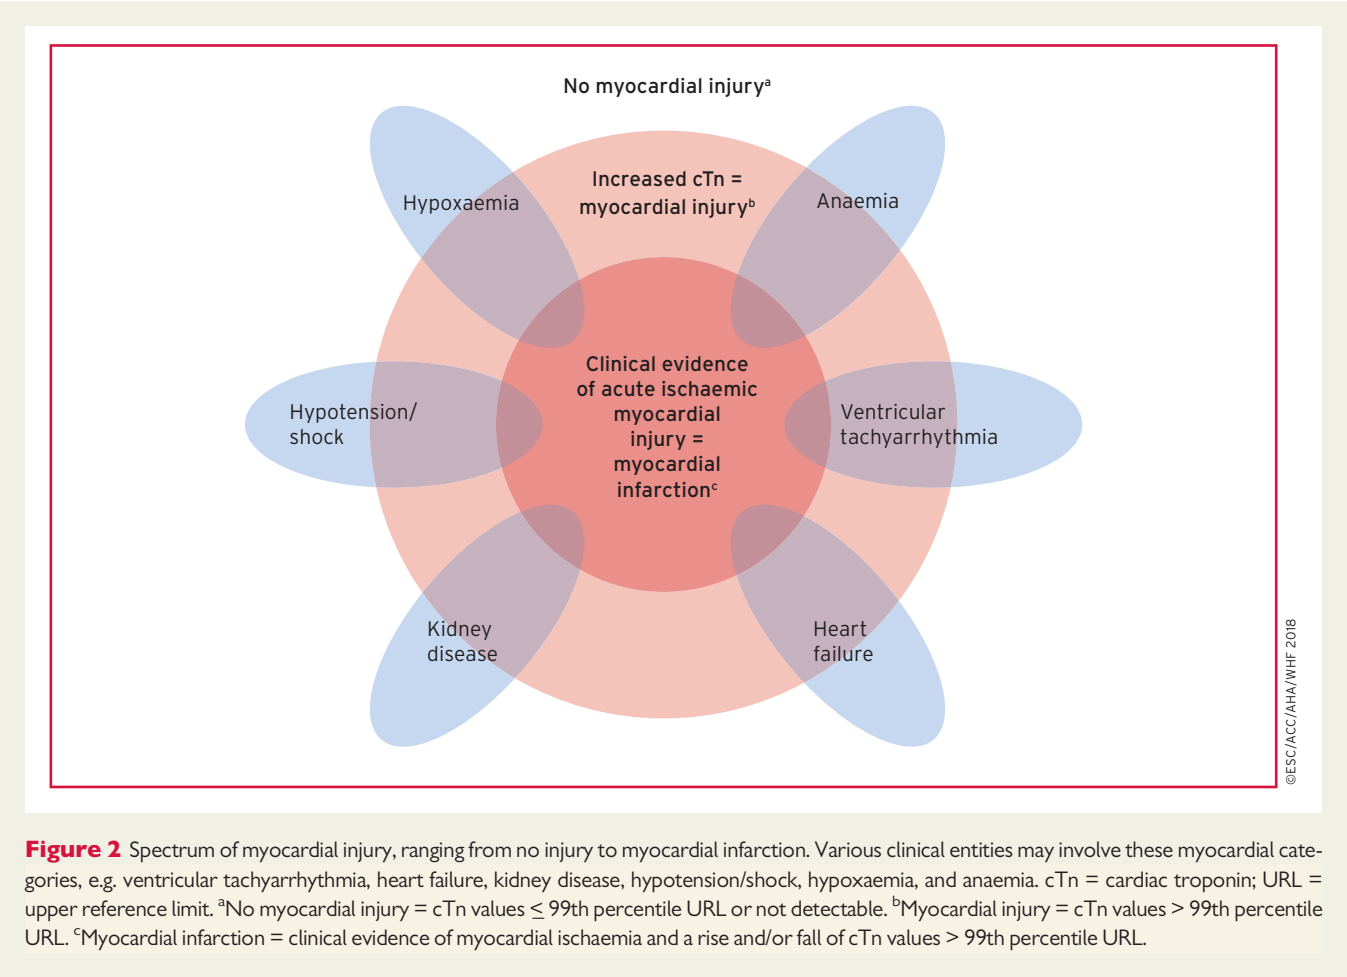 No myocardial injuryᵃ
Increased cTn =
myocardial injuryᵇ
Hypoxaemia
Anaemia
Clinical evidence
of acute ischaemic
myocardial
injury =
myocardial
infarctionᶜ
Hypotension/
shock
Ventricular
tachyarrhythmia
Kidney
disease
Heart
failure
©ESC/ACC/AHA/WHF 2018
Figure 2 Spectrum of myocardial injury, ranging from no injury to myocardial infarction. Various clinical entities may involve these myocardial cate-
gories, e.g. ventricular tachyarrhythmia, heart failure, kidney disease, hypotension/shock, hypoxaemia, and anaemia. cTn = cardiac troponin; URL =
upper reference limit. ᵃNo myocardial injury = cTn values ≤ 99th percentile URL or not detectable. ᵇMyocardial injury = cTn values > 99th percentile
URL. ᶜMyocardial infarction = clinical evidence of myocardial ischaemia and a rise and/or fall of cTn values > 99th percentile URL.